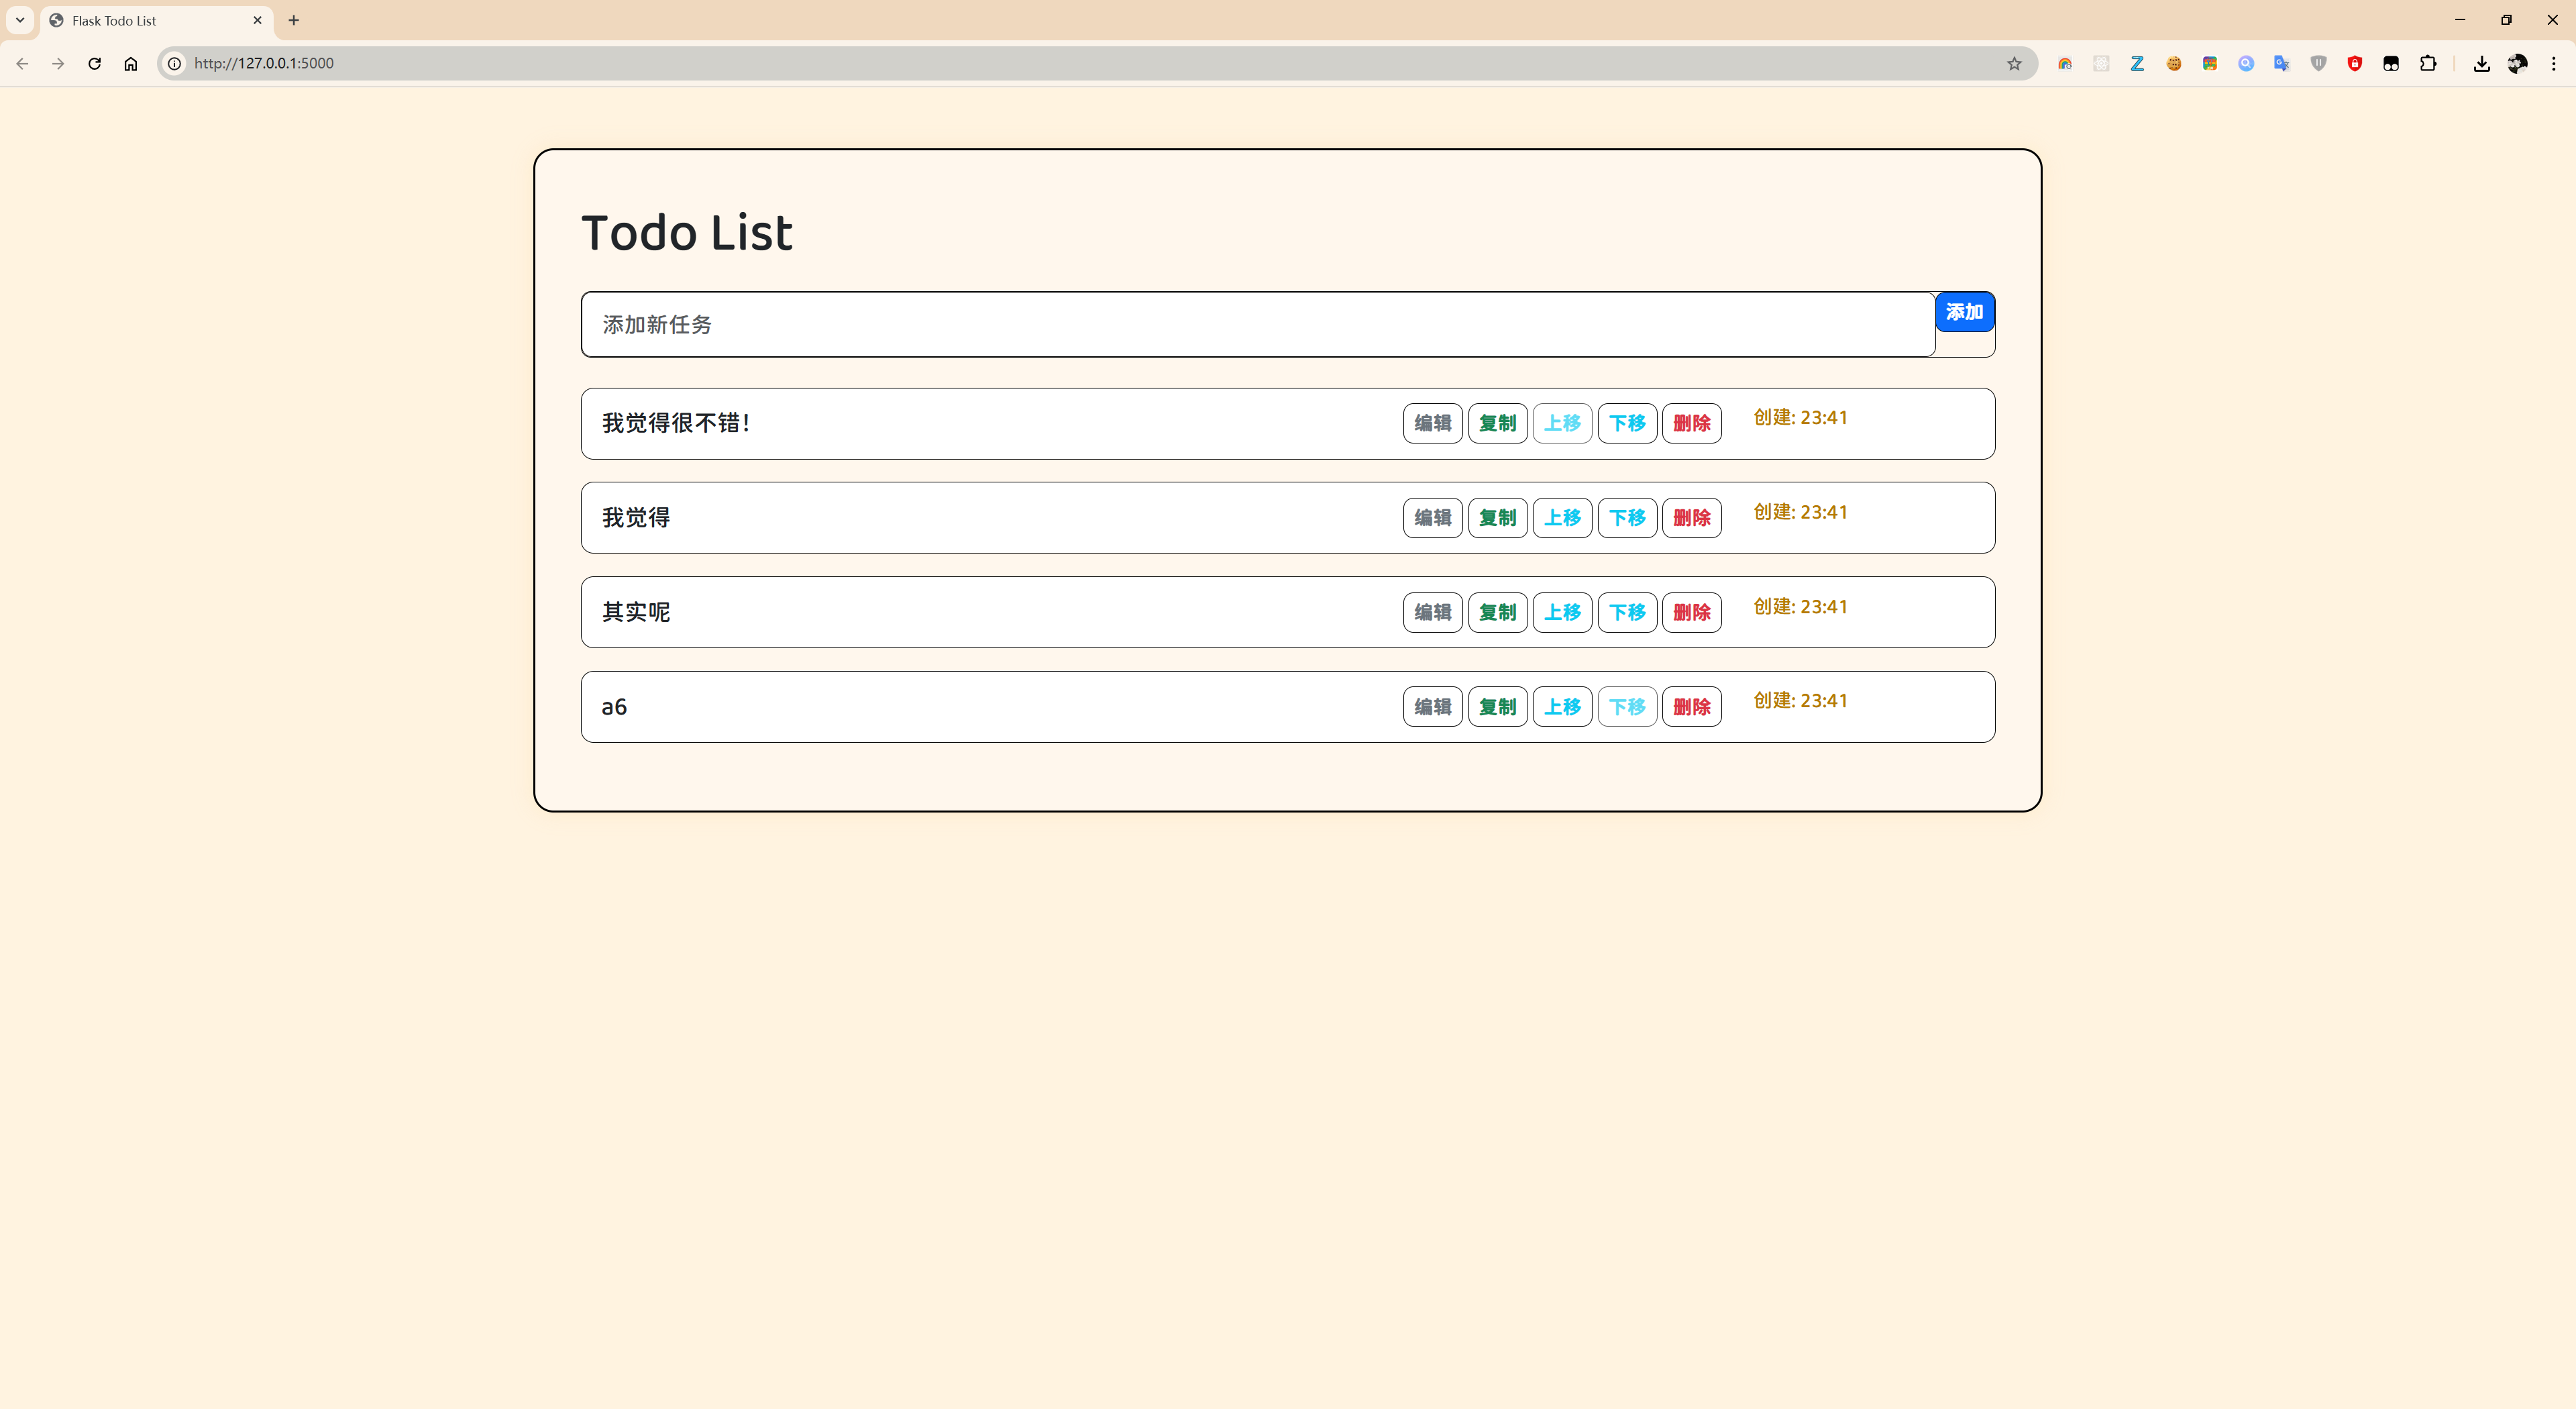 Flask Todo List
http://127.0.0.1:5000
Todo List
添加新任务 添加
我觉得很不错! 编辑 复制 上移 下移 删除 创建: 23:41
我觉得 编辑 复制 上移 下移 删除 创建: 23:41
其实呢 编辑 复制 上移 下移 删除 创建: 23:41
a6 编辑 复制 上移 下移 删除 创建: 23:41